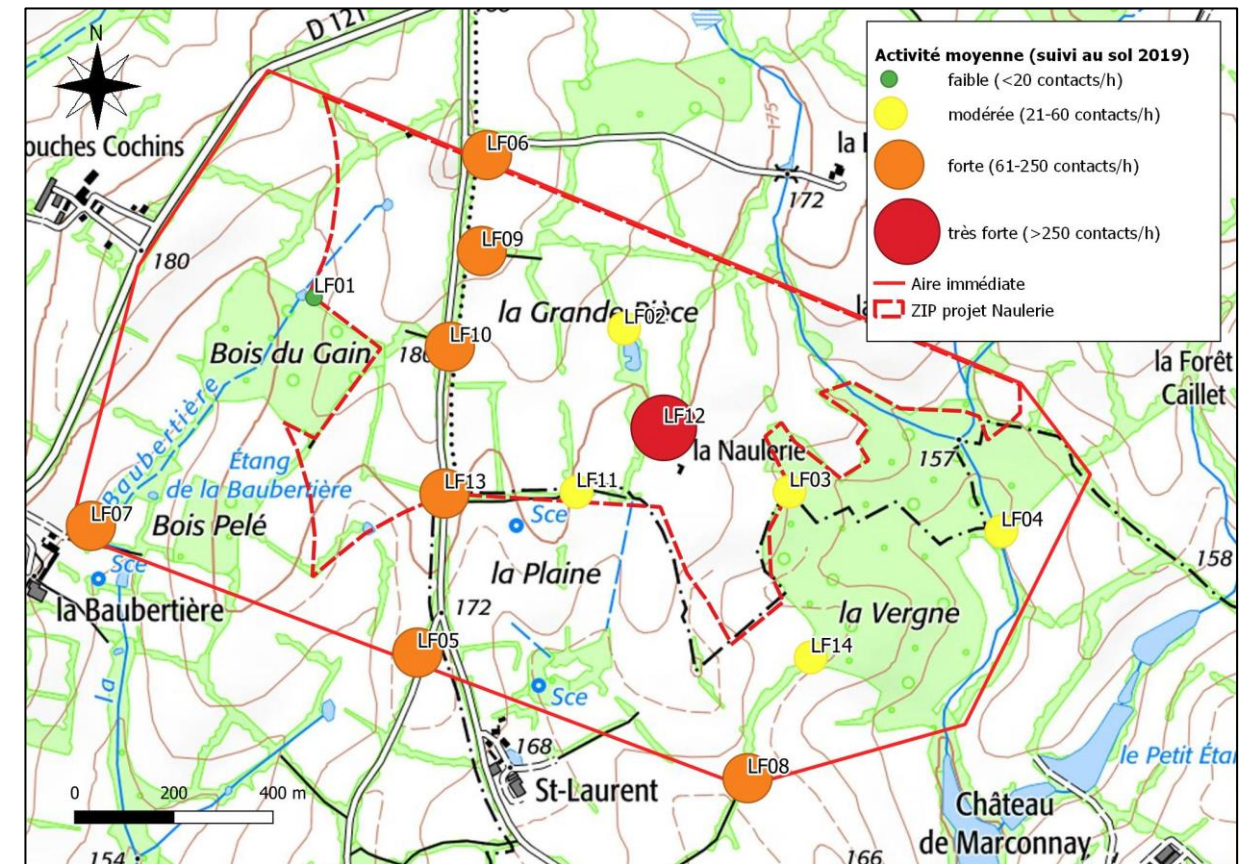 D 121
N
Activité moyenne (suivi au sol 2019)
faible (<20 contacts/h)
modérée (21-60 contacts/h)
forte (61-250 contacts/h)
très forte (>250 contacts/h)
Aire immédiate
ZIP projet Naulerie
ouches Cochins
LF06
172
180
LF09
LF01
la Grande Pièce
LF02
LF10
Bois du Gain
180
la Forêt
Caillet
LF12
la Naulerie
157
Baubertière
Étang
de la Baubertière
LF13
LF11
LF03
LF07
Bois Pelé
Sce
LF04
Sce
la Plaine
158
la Baubertière
172
la Vergne
LF05
LF14
la
Sce
168
St-Laurent
LF08
le Petit Éta
0 200 400 m
Château
de Marconnay
154
166